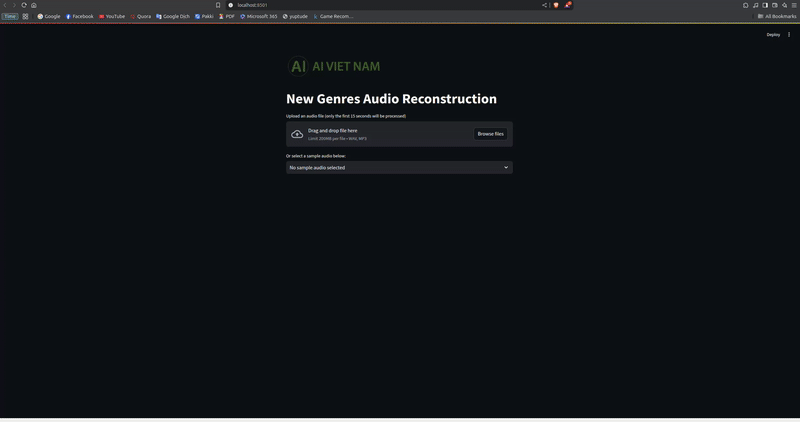 localhost:8501
Time
Google
Facebook
YouTube
Quora
Google Dich
Pakki
PDF
Microsoft 365
yuptude
Game Recom...
All Bookmarks
Deploy
AI AI VIET NAM
New Genres Audio Reconstruction
Upload an audio file (only the first 15 seconds will be processed)
Drag and drop file here
Limit 200MB per file • WAV, MP3
Browse files
Or select a sample audio below:
No sample audio selected